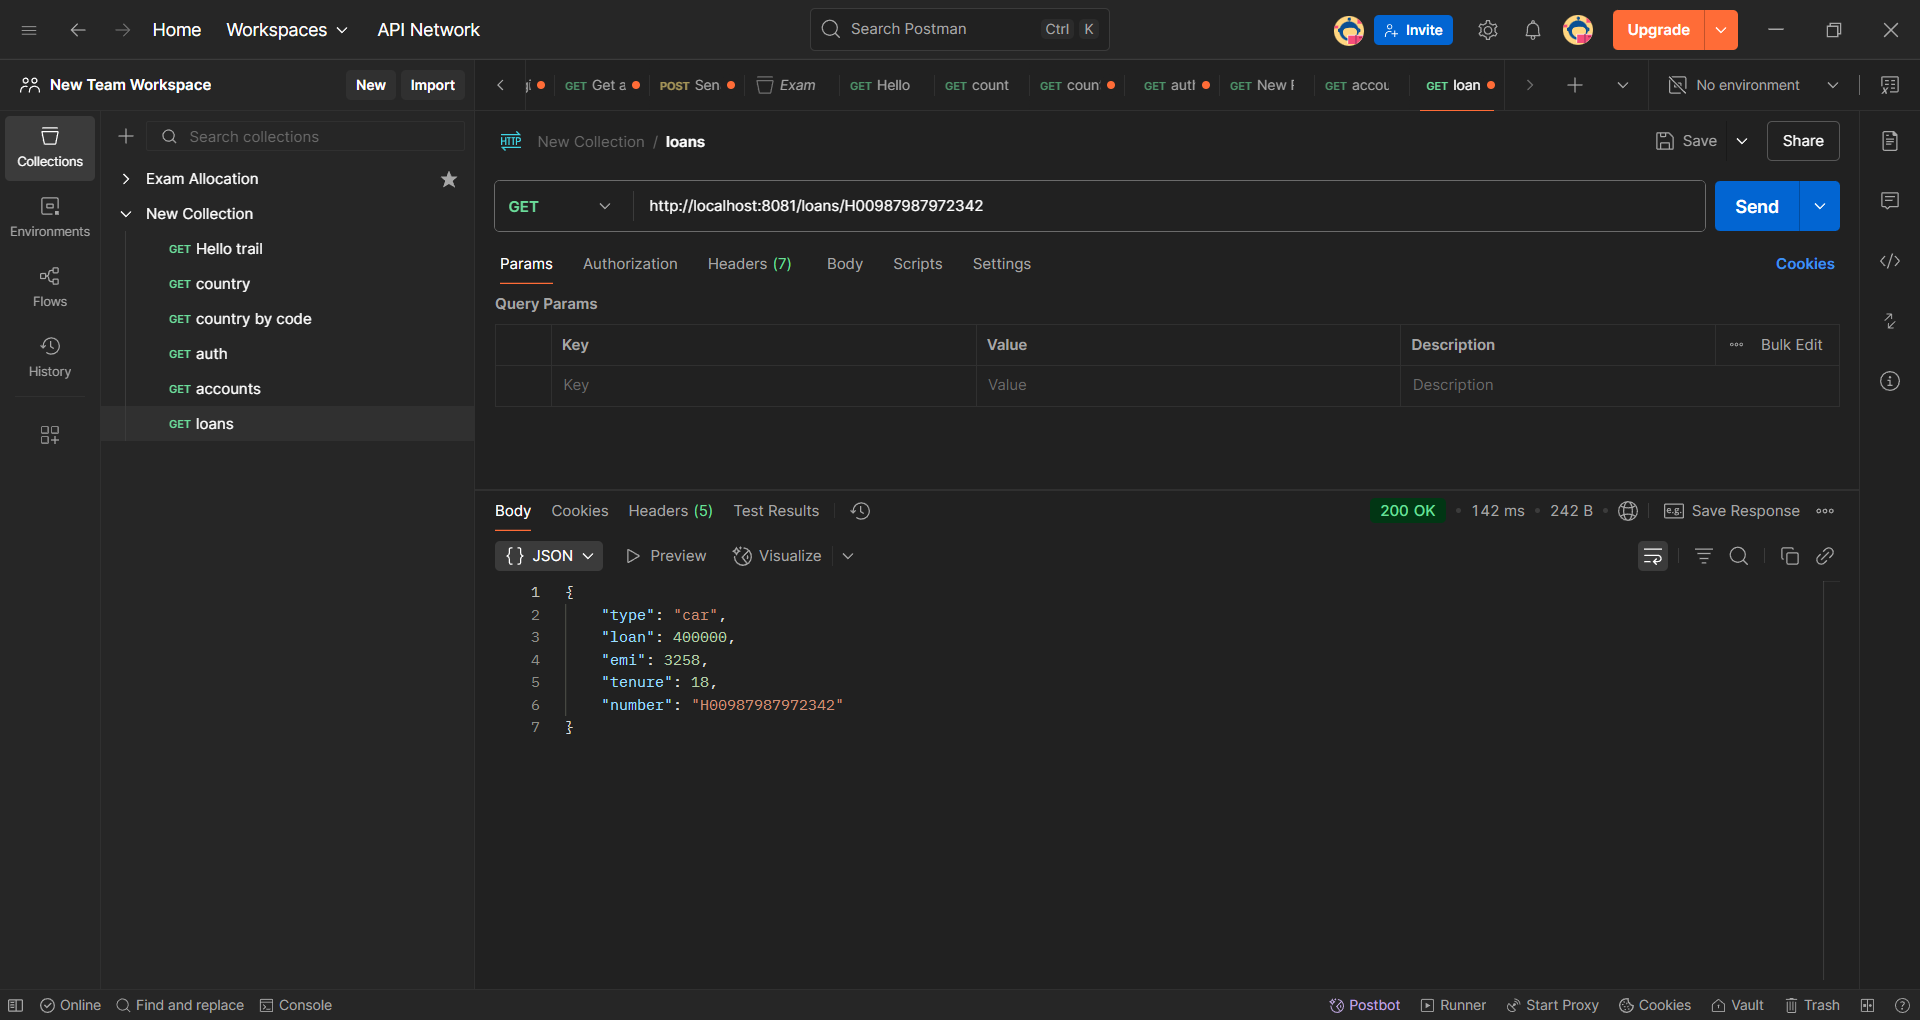 Home Workspaces API Network Search Postman Ctrl K Invite Upgrade
New Team Workspace New Import GET Get a POST Sen Exam GET Hello GET count GET coun GET aut GET New GET accou GET loan No environment
Collections
Environments
Flows
History
Search collections
Exam Allocation
New Collection
GET Hello trail
GET country
GET country by code
GET auth
GET accounts
GET loans
HTTP New Collection / loans Save Share
GET http://localhost:8081/loans/H00987987972342 Send
Params Authorization Headers (7) Body Scripts Settings Cookies
Query Params
Key Value Description Bulk Edit
Key Value Description
Body Cookies Headers (5) Test Results 200 OK 142 ms 242 B e.g. Save Response
{} JSON Preview Visualize
1 {
2 "type": "car",
3 "loan": 400000,
4 "emi": 3258,
5 "tenure": 18,
6 "number": "H00987987972342"
7 }
Online Find and replace Console Postbot Runner Start Proxy Cookies Vault Trash